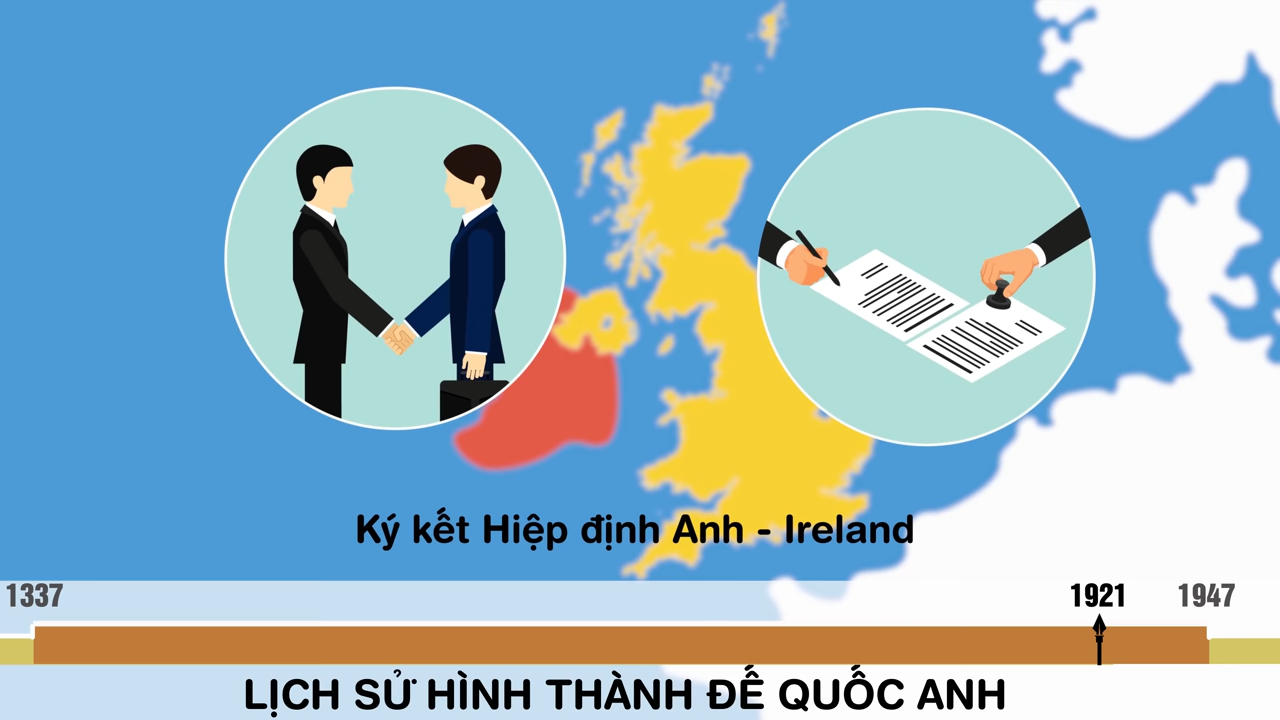 Ký kết Hiệp định Anh - Ireland
1337
1921
1947
LỊCH SỬ HÌNH THÀNH ĐẾ QUỐC ANH